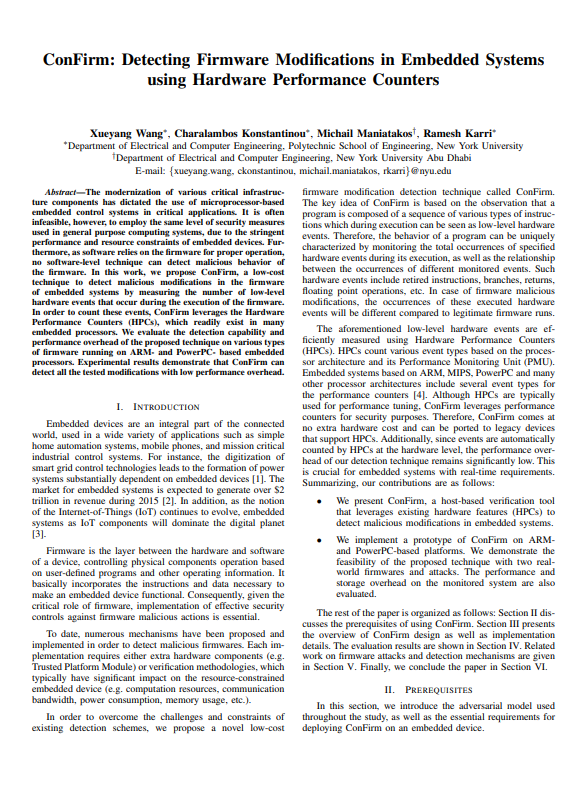 ConFirm: Detecting Firmware Modifications in Embedded Systems
using Hardware Performance Counters
Xueyang Wang*, Charalambos Konstantinou*, Michail Maniatakos†, Ramesh Karri*
*Department of Electrical and Computer Engineering, Polytechnic School of Engineering, New York University
†Department of Electrical and Computer Engineering, New York University Abu Dhabi
E-mail: {xueyang.wang, ckonstantinou, michail.maniatakos, rkarri}@nyu.edu
Abstract—The modernization of various critical infrastruc-
ture components has dictated the use of microprocessor-based
embedded control systems in critical applications. It is often
infeasible, however, to employ the same level of security measures
used in general purpose computing systems, due to the stringent
performance and resource constraints of embedded devices. Fur-
thermore, as software relies on the firmware for proper operation,
no software-level technique can detect malicious behavior of
the firmware. In this work, we propose ConFirm, a low-cost
technique to detect malicious modifications in the firmware
of embedded systems by measuring the number of low-level
hardware events that occur during the execution of the firmware.
In order to count these events, ConFirm leverages the Hardware
Performance Counters (HPCs), which readily exist in many
embedded processors. We evaluate the detection capability and
performance overhead of the proposed technique on various types
of firmware running on ARM- and PowerPC- based embedded
processors. Experimental results demonstrate that ConFirm can
detect all the tested modifications with low performance overhead.
I. INTRODUCTION
Embedded devices are an integral part of the connected
world, used in a wide variety of applications such as simple
home automation systems, mobile phones, and mission critical
industrial control systems. For instance, the digitization of
smart grid control technologies leads to the formation of power
systems substantially dependent on embedded devices [1]. The
market for embedded systems is expected to generate over $2
trillion in revenue during 2015 [2]. In addition, as the notion
of the Internet-of-Things (IoT) continues to evolve, embedded
systems as IoT components will dominate the digital planet
[3].
Firmware is the layer between the hardware and software
of a device, controlling physical components operation based
on user-defined programs and other operating information. It
basically incorporates the instructions and data necessary to
make an embedded device functional. Consequently, given the
critical role of firmware, implementation of effective security
controls against firmware malicious actions is essential.
To date, numerous mechanisms have been proposed and
implemented in order to detect malicious firmwares. Each im-
plementation requires either extra hardware components (e.g.
Trusted Platform Module) or verification methodologies, which
typically have significant impact on the resource-constrained
embedded device (e.g. computation resources, communication
bandwidth, power consumption, memory usage, etc.).
In order to overcome the challenges and constraints of
existing detection schemes, we propose a novel low-cost
firmware modification detection technique called ConFirm.
The key idea of ConFirm is based on the observation that a
program is composed of a sequence of various types of instruc-
tions which during execution can be seen as low-level hardware
events. Therefore, the behavior of a program can be uniquely
characterized by monitoring the total occurrences of specified
hardware events during its execution, as well as the relationship
between the occurrences of different monitored events. Such
hardware events include retired instructions, branches, returns,
floating point operations, etc. In case of firmware malicious
modifications, the occurrences of these executed hardware
events will be different compared to legitimate firmware runs.
The aforementioned low-level hardware events are ef-
ficiently measured using Hardware Performance Counters
(HPCs). HPCs count various event types based on the proces-
sor architecture and its Performance Monitoring Unit (PMU).
Embedded systems based on ARM, MIPS, PowerPC and many
other processor architectures include several event types for
the performance counters [4]. Although HPCs are typically
used for performance tuning, ConFirm leverages performance
counters for security purposes. Therefore, ConFirm comes at
no extra hardware cost and can be ported to legacy devices
that support HPCs. Additionally, since events are automatically
counted by HPCs at the hardware level, the performance over-
head of our detection technique remains significantly low. This
is crucial for embedded systems with real-time requirements.
Summarizing, our contributions are as follows:
• We present ConFirm, a host-based verification tool
that leverages existing hardware features (HPCs) to
detect malicious modifications in embedded systems.
• We implement a prototype of ConFirm on ARM-
and PowerPC-based platforms. We demonstrate the
feasibility of the proposed technique with two real-
world firmwares and attacks. The performance and
storage overhead on the monitored system are also
evaluated.
The rest of the paper is organized as follows: Section II dis-
cusses the prerequisites of using ConFirm. Section III presents
the overview of ConFirm design as well as implementation
details. The evaluation results are shown in Section IV. Related
work on firmware attacks and detection mechanisms are given
in Section V. Finally, we conclude the paper in Section VI.
II. PREREQUISITES
In this section, we introduce the adversarial model used
throughout the study, as well as the essential requirements for
deploying ConFirm on an embedded device.